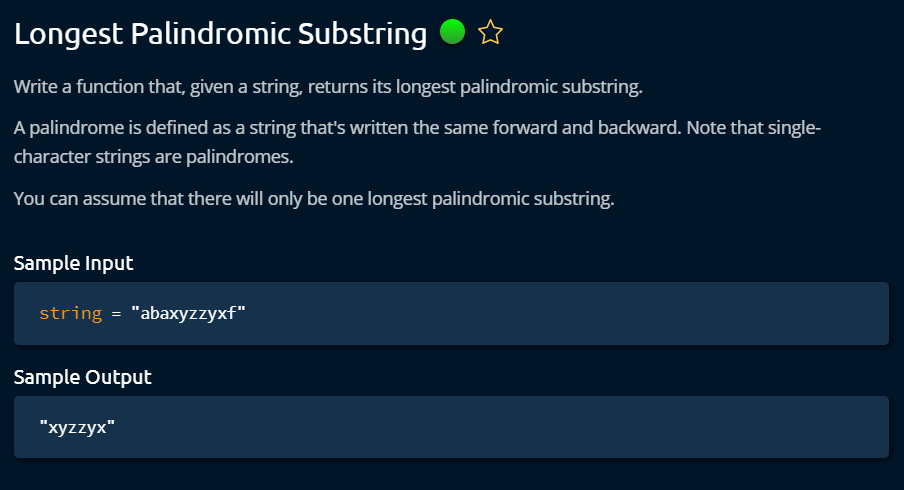 Longest Palindromic Substring
Write a function that, given a string, returns its longest palindromic substring.
A palindrome is defined as a string that's written the same forward and backward. Note that single-
character strings are palindromes.
You can assume that there will only be one longest palindromic substring.
Sample Input
string = "abaxyzzyxf"
Sample Output
"xyzzyx"